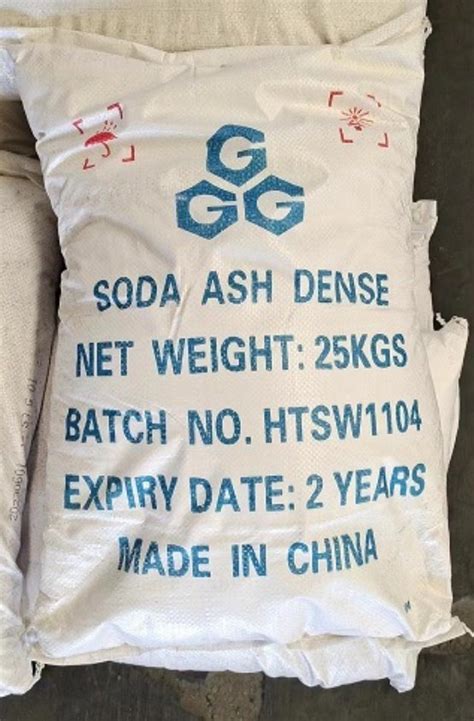 G
G G
SODA ASH DENSE
NET WEIGHT: 25KGS
BATCH NO. HTSW1104
EXPIRY DATE: 2 YEARS
MADE IN CHINA